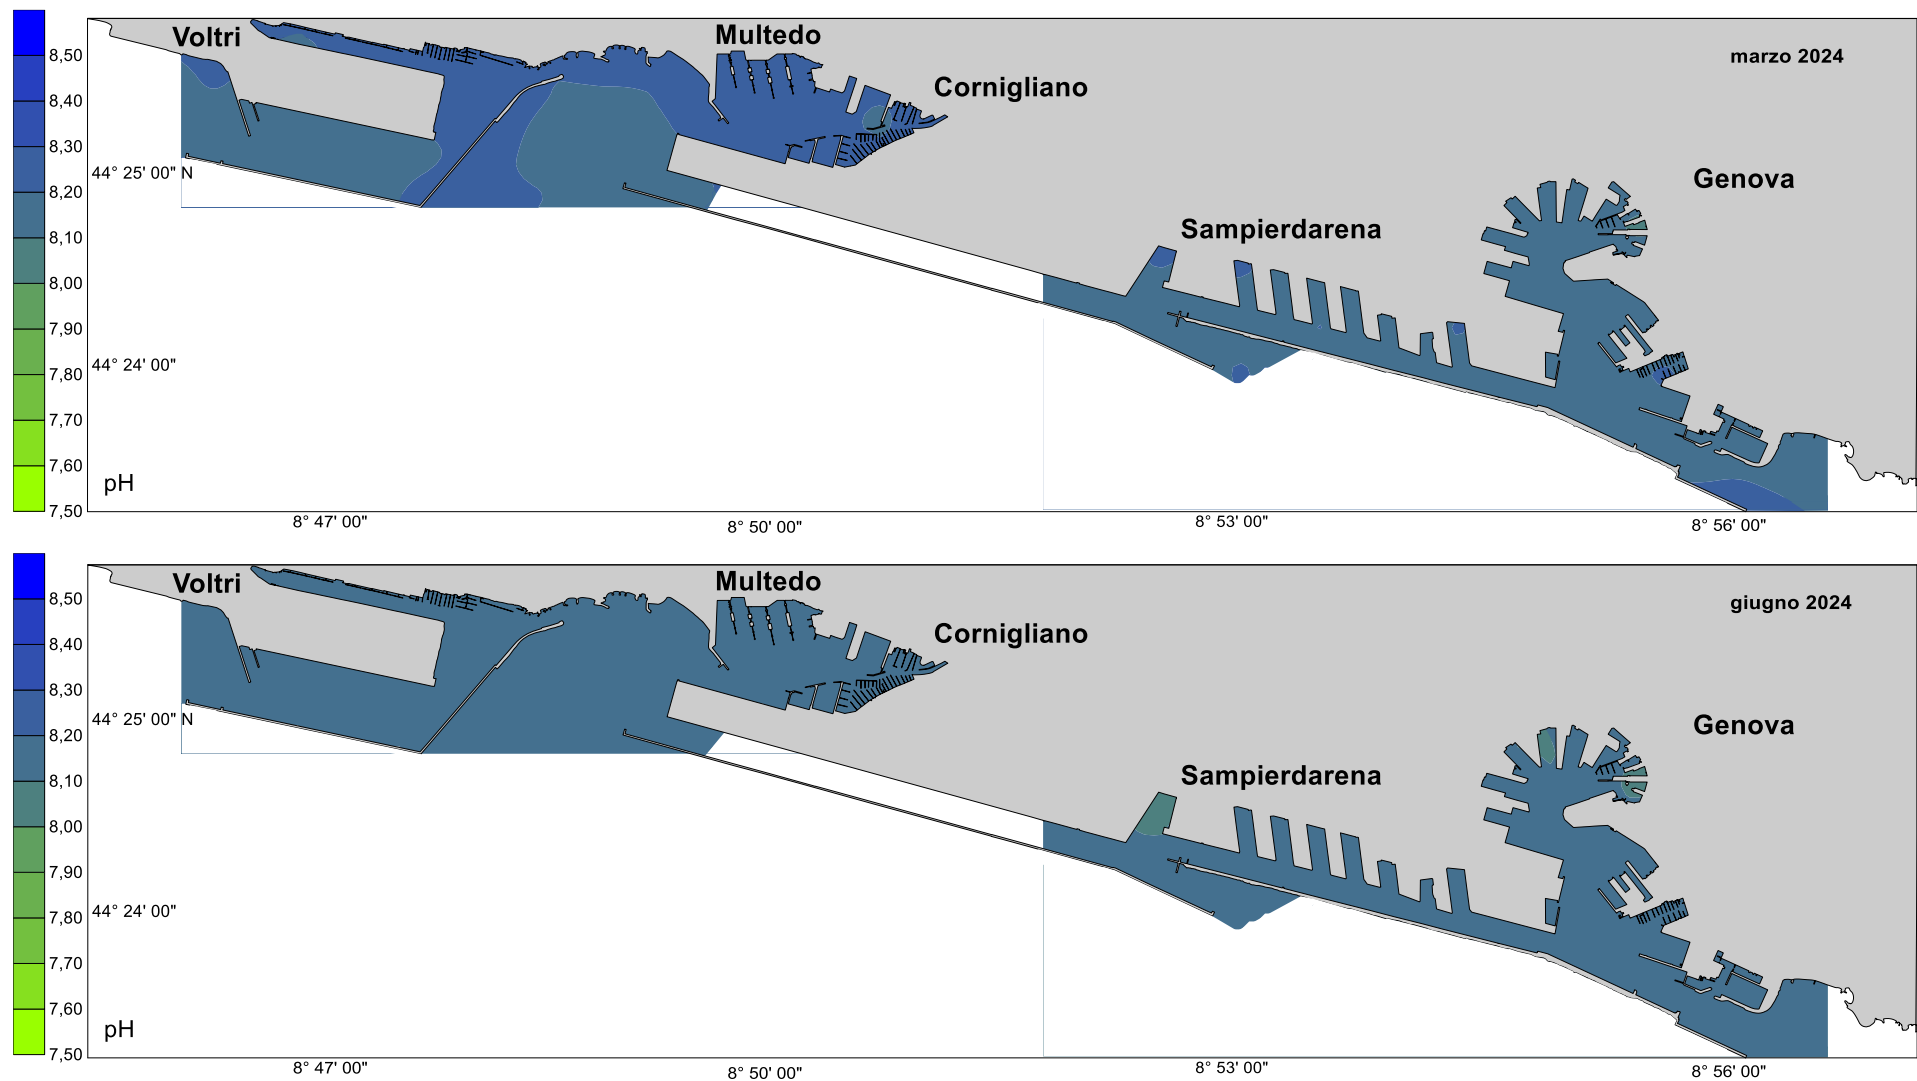 Voltri
Multedo
Cornigliano
marzo 2024
Genova
Sampierdarena
8,50
8,40
8,30
8,20
8,10
8,00
7,90
7,80
7,70
7,60
7,50
44° 25' 00" N
44° 24' 00"
pH
8° 47' 00"
8° 50' 00"
8° 53' 00"
8° 56' 00"
Voltri
Multedo
Cornigliano
giugno 2024
Genova
Sampierdarena
8,50
8,40
8,30
8,20
8,10
8,00
7,90
7,80
7,70
7,60
7,50
44° 25' 00" N
44° 24' 00"
pH
8° 47' 00"
8° 50' 00"
8° 53' 00"
8° 56' 00"